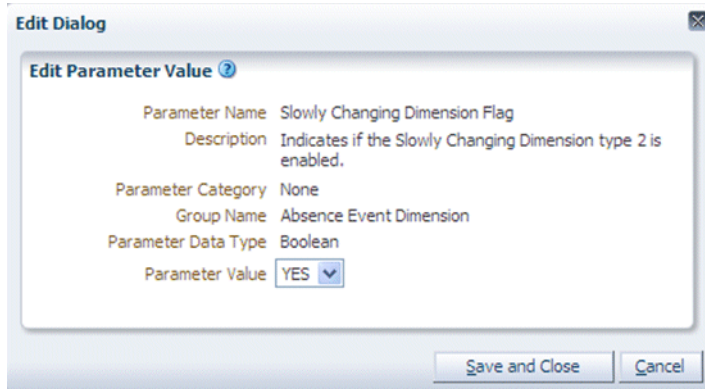 Edit Dialog
Edit Parameter Value
Parameter Name Slowly Changing Dimension Flag
Description Indicates if the Slowly Changing Dimension type 2 is
enabled.
Parameter Category None
Group Name Absence Event Dimension
Parameter Data Type Boolean
Parameter Value YES
Save and Close Cancel